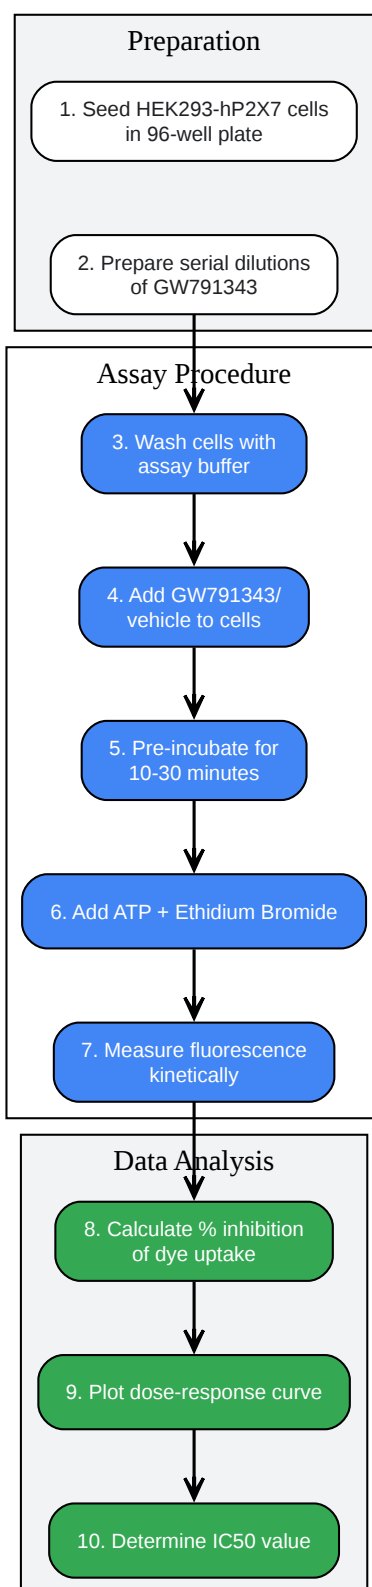 Preparation
1. Seed HEK293-hP2X7 cells
in 96-well plate
2. Prepare serial dilutions
of GW791343
Assay Procedure
3. Wash cells with
assay buffer
4. Add GW791343/
vehicle to cells
5. Pre-incubate for
10-30 minutes
6. Add ATP + Ethidium Bromide
7. Measure fluorescence
kinetically
Data Analysis
8. Calculate % inhibition
of dye uptake
9. Plot dose-response curve
10. Determine IC50 value